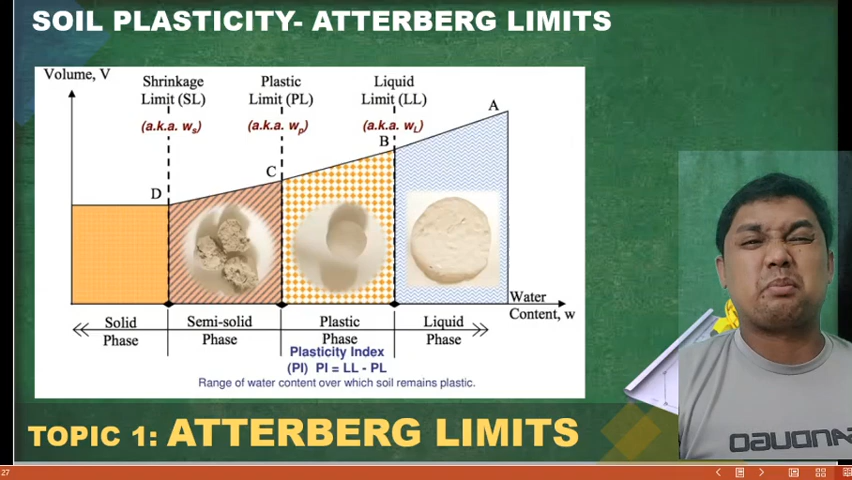 SOIL PLASTICITY- ATTERBERG LIMITS
Volume, V
Shrinkage
Limit (SL)
(a.k.a. ws)
Plastic
Limit (PL)
(a.k.a. wp)
Liquid
Limit (LL)
(a.k.a. wL)
A
B
C
D
Water
Content, w
Solid
Phase
Semi-solid
Phase
Plastic
Phase
Liquid
Phase
Plasticity Index
(PI) PI = LL - PL
Range of water content over which soil remains plastic.
TOPIC 1: ATTERBERG LIMITS
27